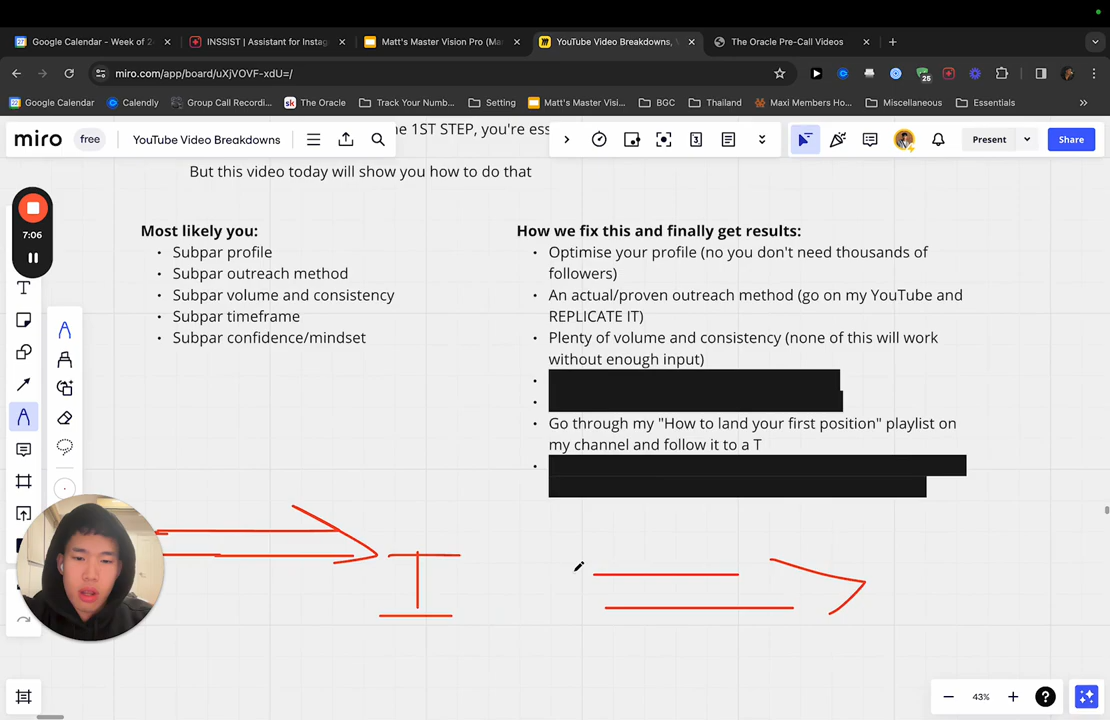 Google Calendar - Week of 2
INSSIST | Assistant for Instag
Matt's Master Vision Pro (Ma
YouTube Video Breakdowns, V
The Oracle Pre-Call Videos
miro.com/app/board/uXjVOVF-xdU=/
25
Google Calendar
Calendly
Group Call Recordi...
sk The Oracle
Track Your Numb...
Setting
Matt's Master Visi...
BGC
Thailand
Maxi Members Ho...
Miscellaneous
Essentials
miro
free
YouTube Video Breakdowns
ne 1ST STEP, you're ess
3
Present
Share
But this video today will show you how to do that
7:06
Most likely you:
• Subpar profile
• Subpar outreach method
• Subpar volume and consistency
• Subpar timeframe
• Subpar confidence/mindset
How we fix this and finally get results:
• Optimise your profile (no you don't need thousands of
followers)
• An actual/proven outreach method (go on my YouTube and
REPLICATE IT)
• Plenty of volume and consistency (none of this will work
without enough input)
• Go through my "How to land your first position" playlist on
my channel and follow it to a T
I
43%